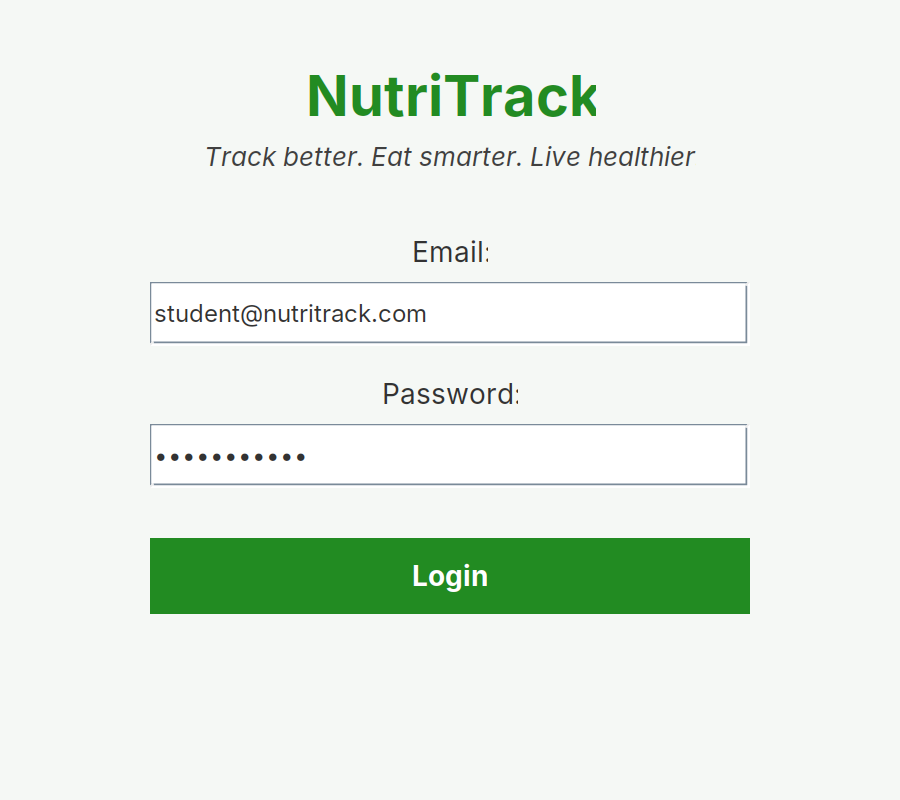 NutriTrack
Track better. Eat smarter. Live healthier
Email:
student@nutritrack.com
Password:
•••••••••••
Login